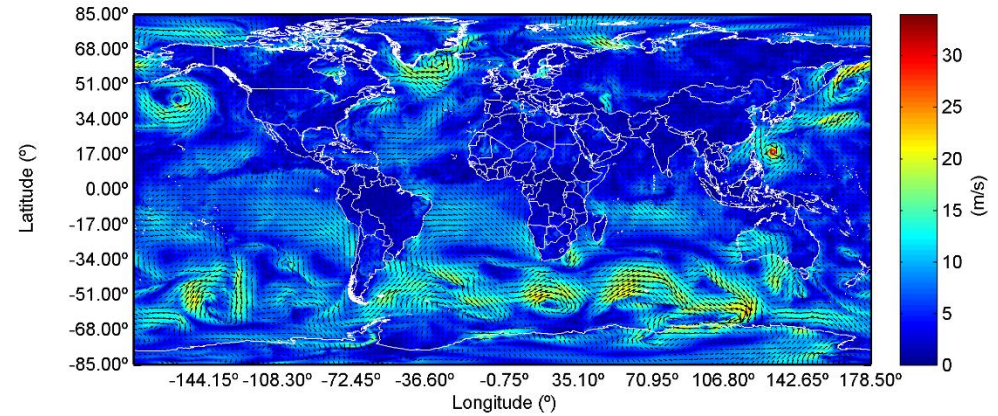 85.00º
68.00º
51.00º
34.00º
17.00º
0.00º
-17.00º
-34.00º
-51.00º
-68.00º
-85.00º
Latitude (º)
-144.15º -108.30º -72.45º -36.60º -0.75º 35.10º 70.95º 106.80º 142.65º 178.50º
Longitude (º)
30
25
20
15
10
5
0
(m/s)